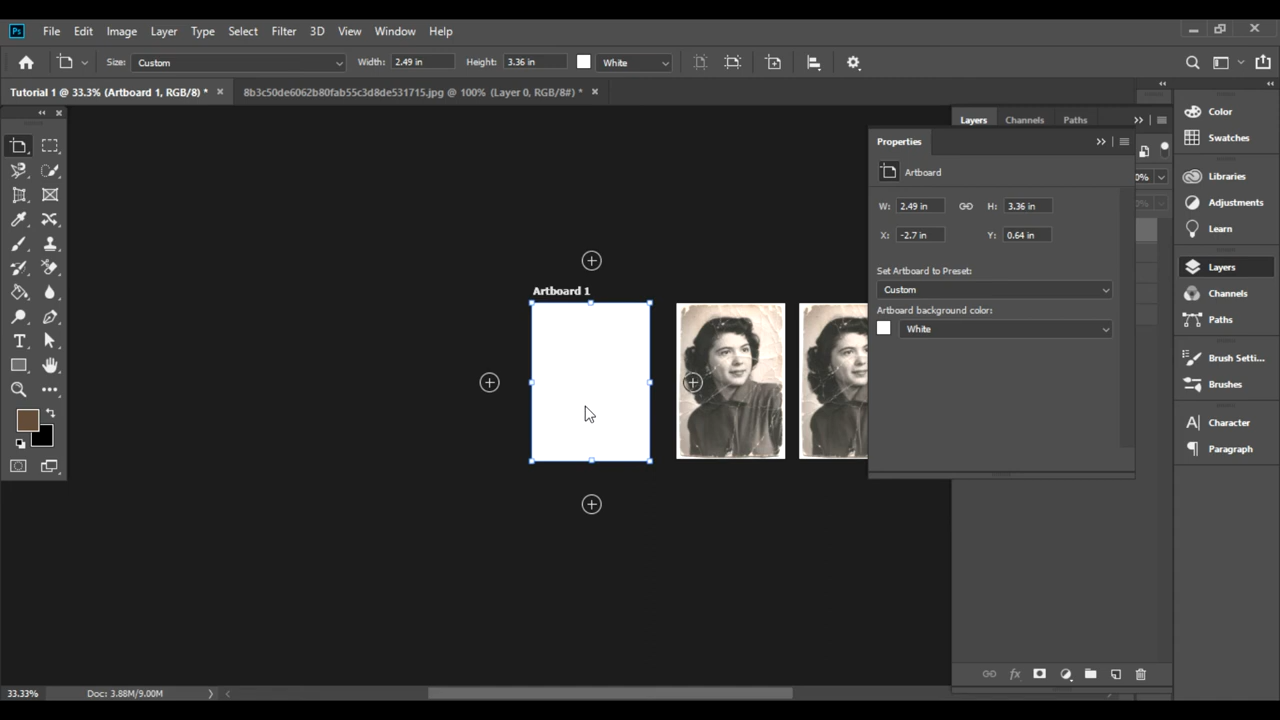 Ps File Edit Image Layer Type Select Filter 3D View Window Help
Size: Custom Width: 2.49 in Height: 3.36 in White
Tutorial 1 @ 33.3% (Artboard 1, RGB/8) * × 8b3c50de6062b80fab55c3d8de531715.jpg @ 100% (Layer 0, RGB/8#) * ×
Layers Channels Paths
Properties
Artboard
W: 2.49 in H: 3.36 in
X: -2.7 in Y: 0.64 in
Set Artboard to Preset:
Custom
Artboard background color:
White
0%
0%
Color
Swatches
Libraries
Adjustments
Learn
Layers
Channels
Paths
Brush Setti...
Brushes
Character
Paragraph
Artboard 1
33.33% Doc: 3.88M/9.00M